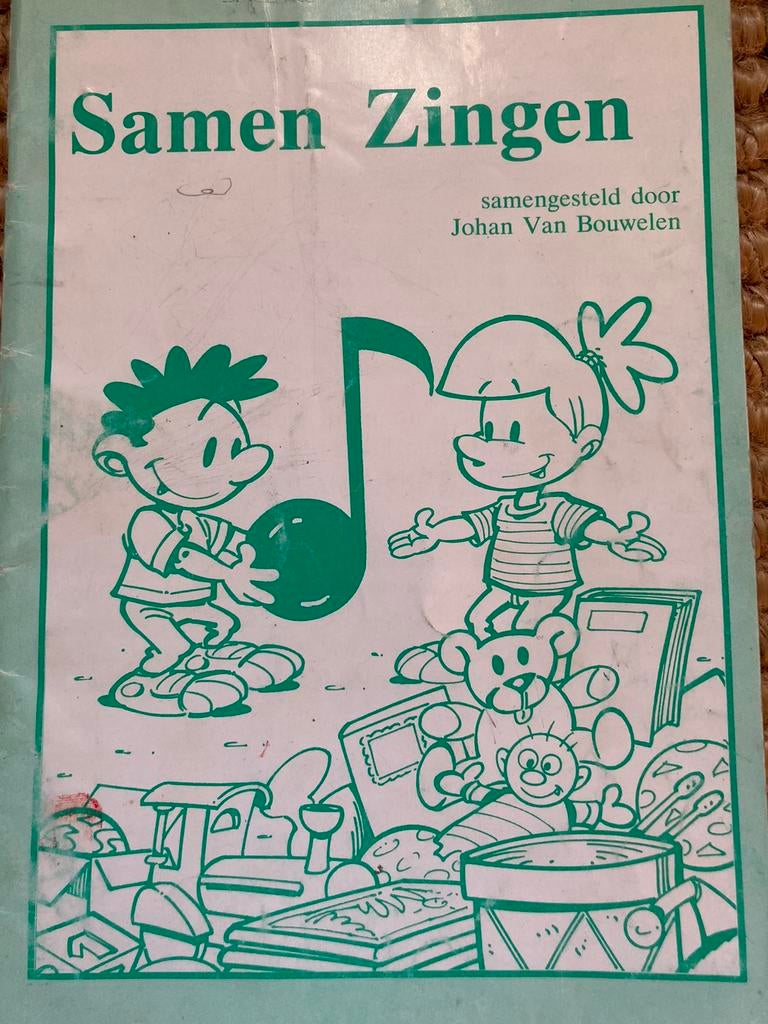 Samen Zingen
samengesteld door
Johan Van Bouwelen